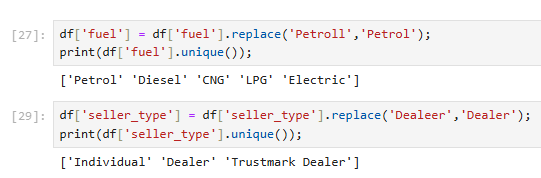 [27]: df['fuel'] = df['fuel'].replace('Petroll','Petrol');
print(df['fuel'].unique());
['Petrol' 'Diesel' 'CNG' 'LPG' 'Electric']
[29]: df['seller_type'] = df['seller_type'].replace('Dealeer','Dealer');
print(df['seller_type'].unique());
['Individual' 'Dealer' 'Trustmark Dealer']